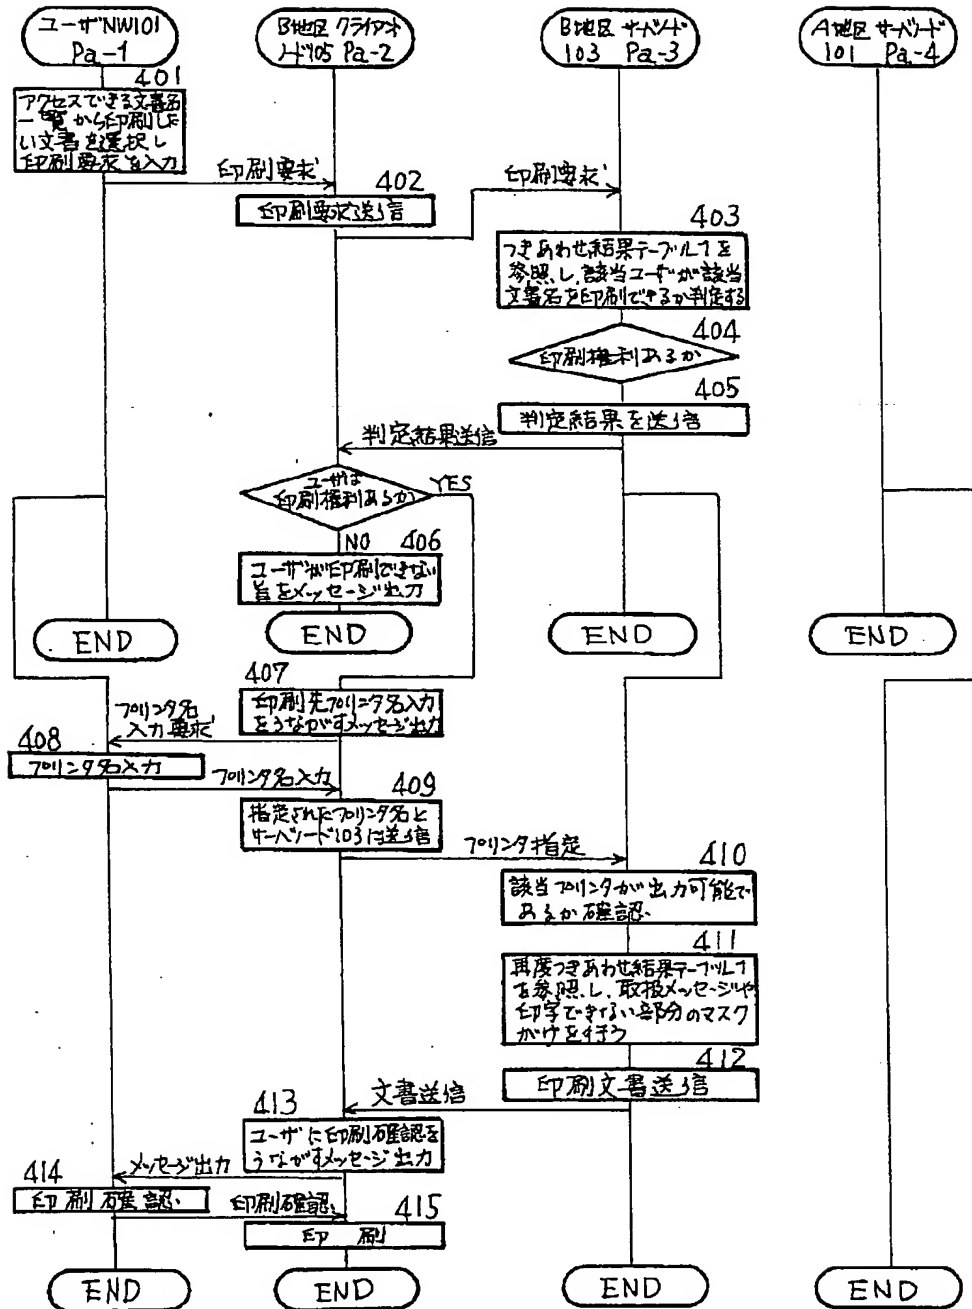 ユーザNW101
Pa-1
B地区クライアント
ノード105 Pa-2
B地区サーバノード
103 Pa-3
A地区サーバノード
101 Pa-4
401
アクセスできる文書名
一覧から印刷した
い文書を選択し
印刷要求を入力
印刷要求
402
印刷要求送信
印刷要求
403
つきあわせ結果テーブルTを
参照し、該当ユーザが該当
文書名を印刷できるか判定する
404
印刷権利あるか
405
判定結果を送信
判定結果送信
ユーザは
印刷権利あるか
YES
NO
406
ユーザが印刷できない
旨をメッセージ出力
END
END
END
END
407
印刷先プリンタ名入力
をうながすメッセージ出力
プリンタ名
入力要求
408
プリンタ名入力
プリンタ名入力
409
指定されたプリンタ名を
サーバノード103に送信
プリンタ指定
410
該当プリンタが出力可能で
あるか確認
411
再度つきあわせ結果テーブルT
を参照し、取扱メッセージや
印字できない部分のマスク
がけを行う
412
印刷文書送信
文書送信
413
ユーザに印刷確認を
うながすメッセージ出力
メッセージ出力
414
印刷確認
印刷確認
415
印刷
END
END
END
END